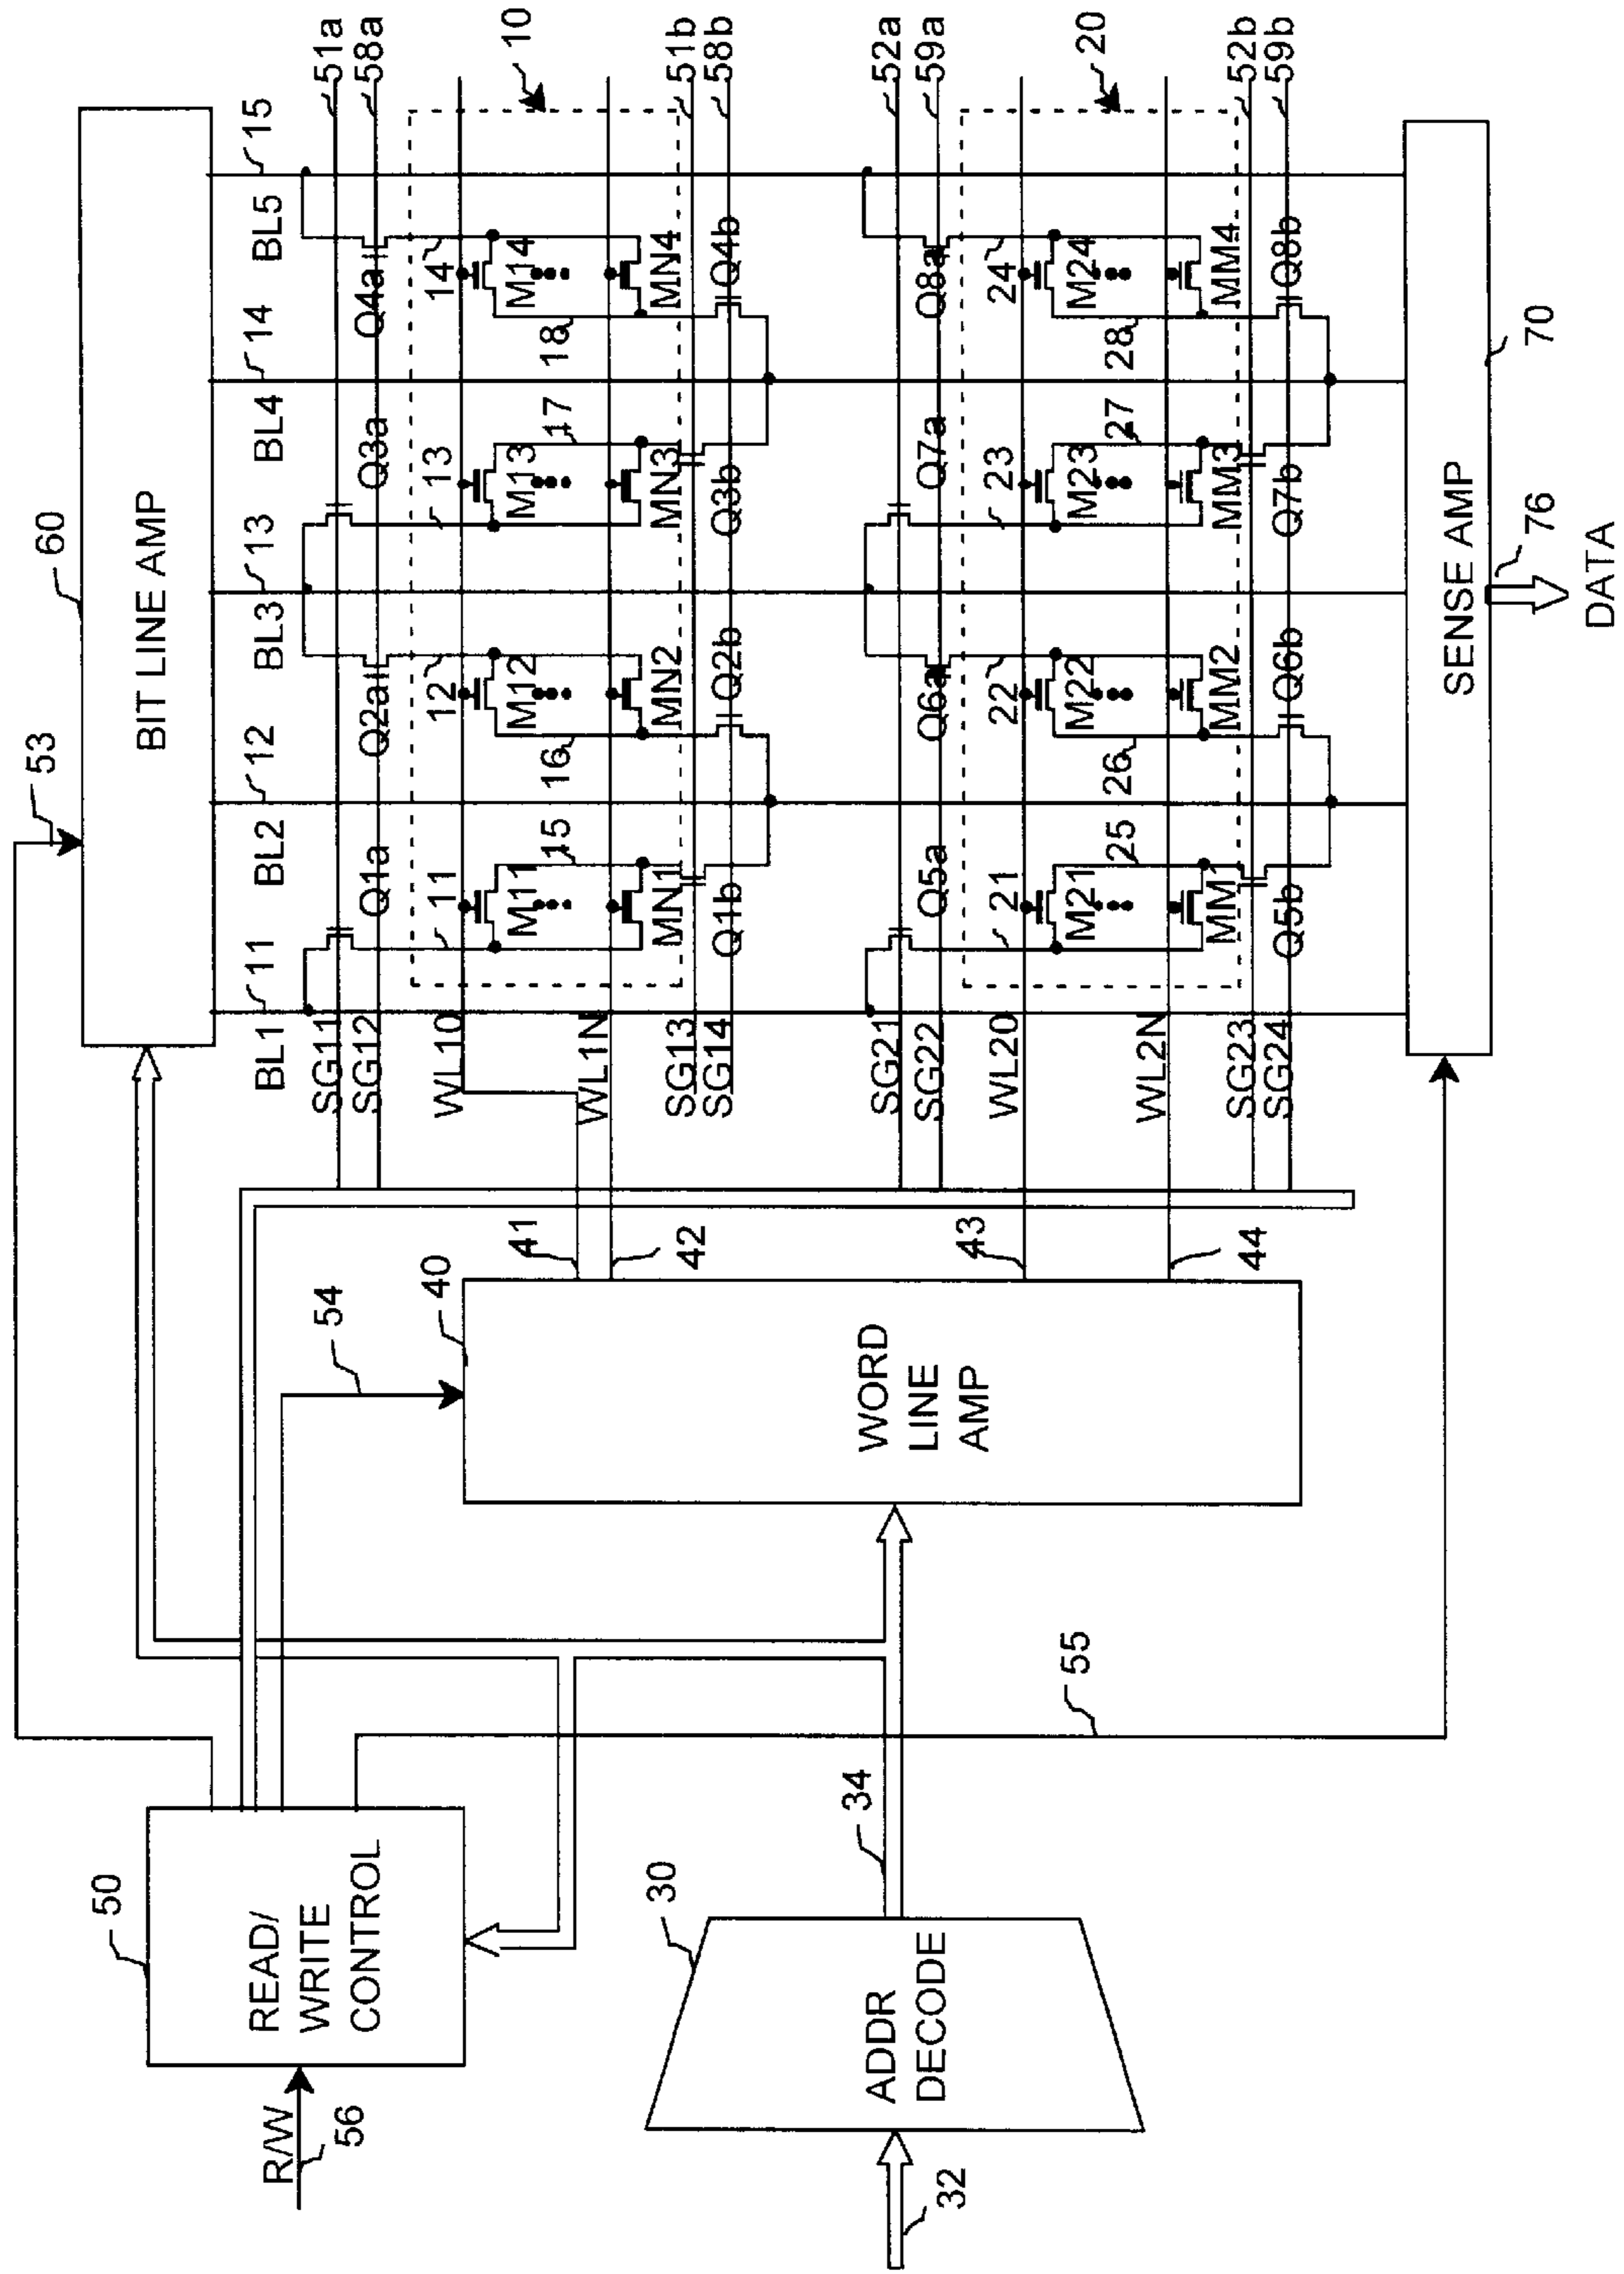 60
BIT LINE AMP
53
BL1
11
BL2
12
BL3
13
BL4
14
BL5
15
SG11
51a
SG12
Q1a
Q2a
Q3a
Q4a
58a
WL10
11
12
13
14
10
M11
M12
M13
M14
15
16
17
18
WL1N
MN1
MN2
MN3
MN4
SG13
51b
SG14
Q1b
Q2b
Q3b
Q4b
58b
SG21
52a
SG22
Q5a
Q6a
Q7a
Q8a
59a
WL20
21
22
23
24
20
M21
M22
M23
M24
25
26
27
28
WL2N
MM1
MM2
MM3
MM4
SG23
52b
SG24
Q5b
Q6b
Q7b
Q8b
59b
SENSE AMP
70
76
DATA
41
42
43
44
54
40
WORD
LINE
AMP
55
50
READ/
WRITE
CONTROL
R/W
56
34
30
ADDR
DECODE
32